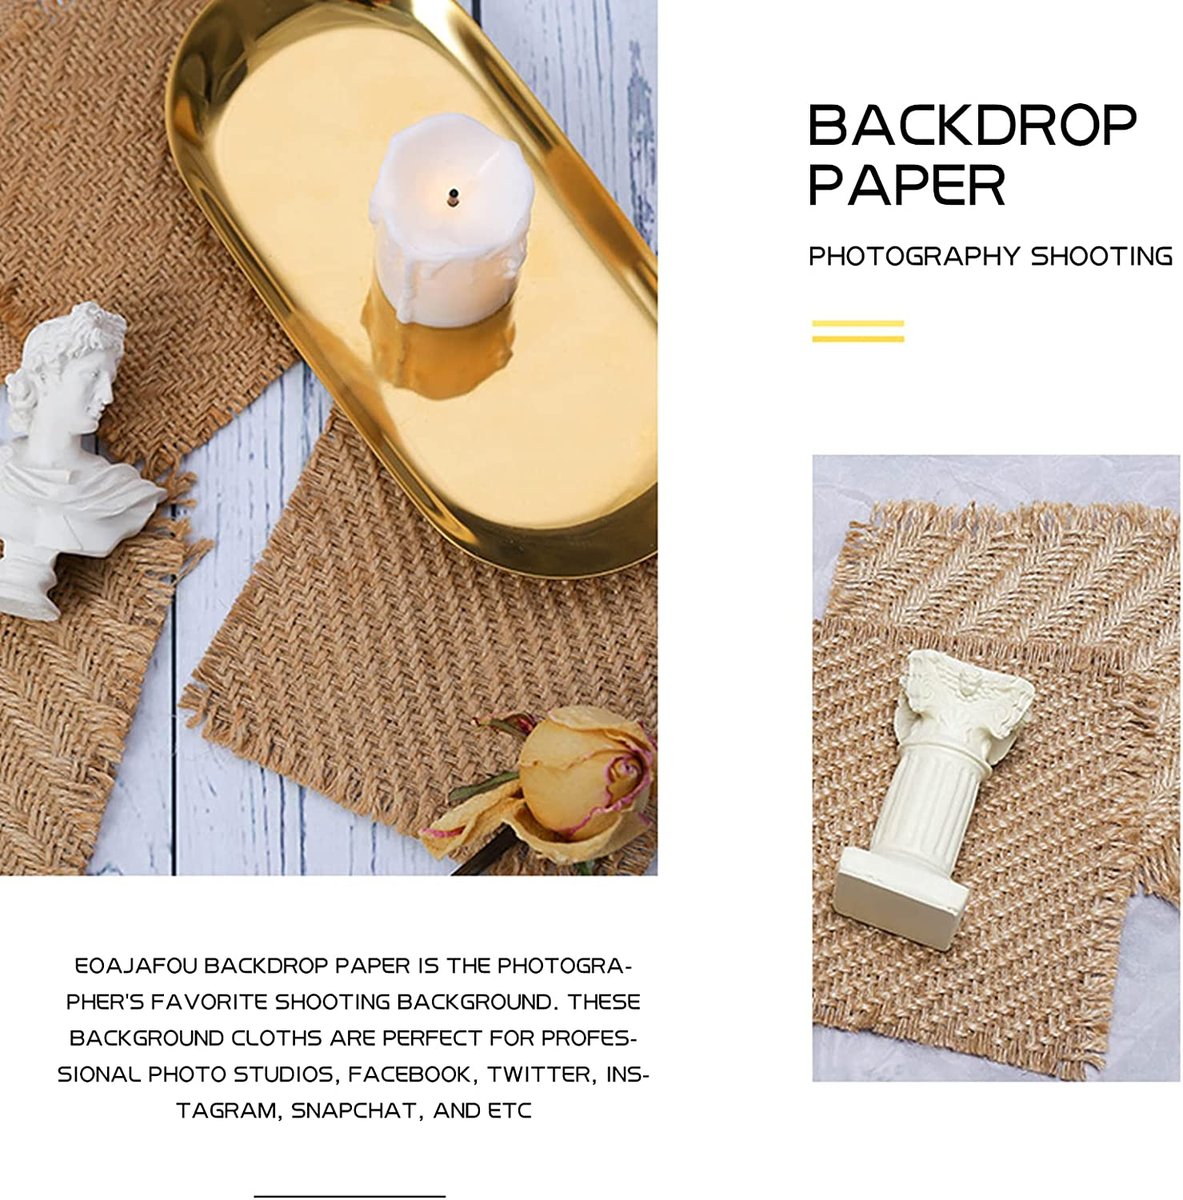 BACKDROP
PAPER
PHOTOGRAPHY SHOOTING
EOAJAFOU BACKDROP PAPER IS THE PHOTOGRA-
PHER'S FAVORITE SHOOTING BACKGROUND. THESE
BACKGROUND CLOTHS ARE PERFECT FOR PROFES-
SIONAL PHOTO STUDIOS, FACEBOOK, TWITTER, INS-
TAGRAM, SNAPCHAT, AND ETC